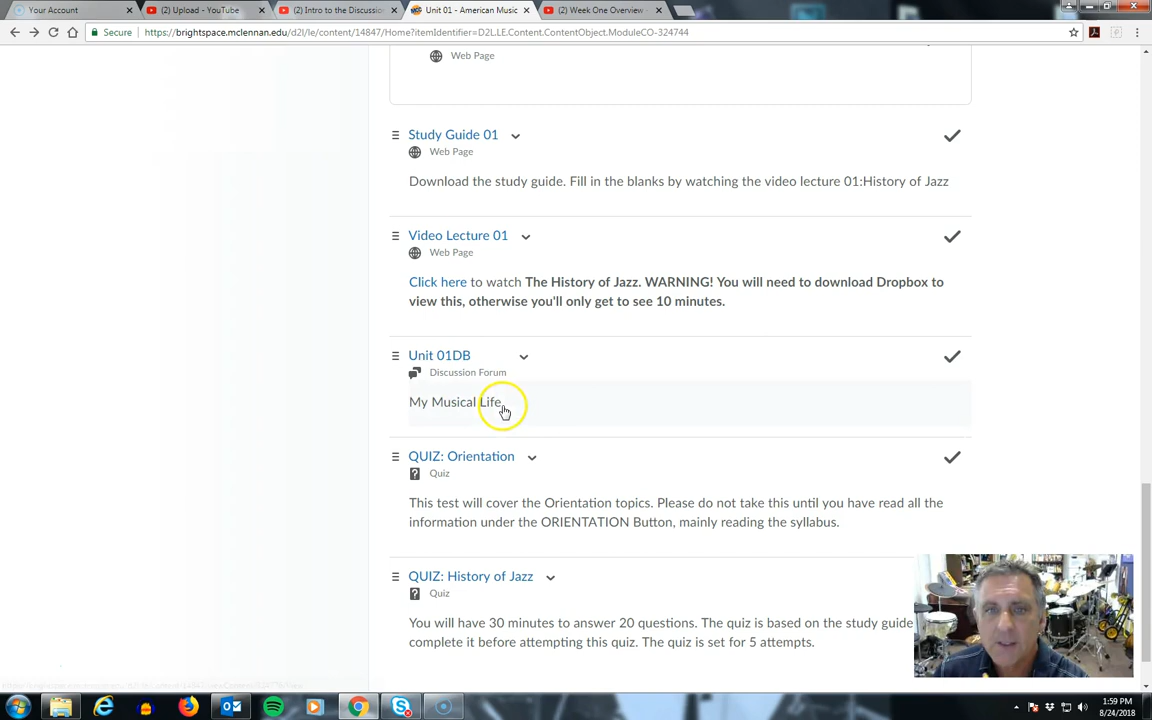 Your Account
(2) Upload - YouTube
(2) Intro to the Discussio
Unit 01 - American Music
(2) Week One Overview -
Secure
https://brightspace.mclennan.edu/d2l/le/content/14847/Home?itemIdentifier=D2L.LE.Content.ContentObject.ModuleCO-324744
Web Page
Study Guide 01
Web Page
Download the study guide. Fill in the blanks by watching the video lecture 01:History of Jazz
Video Lecture 01
Web Page
Click here to watch The History of Jazz. WARNING! You will need to download Dropbox to
view this, otherwise you'll only get to see 10 minutes.
Unit 01DB
Discussion Forum
My Musical Life
QUIZ: Orientation
Quiz
This test will cover the Orientation topics. Please do not take this until you have read all the
information under the ORIENTATION Button, mainly reading the syllabus.
QUIZ: History of Jazz
Quiz
You will have 30 minutes to answer 20 questions. The quiz is based on the study guide
complete it before attempting this quiz. The quiz is set for 5 attempts.
1:59 PM
8/24/2018